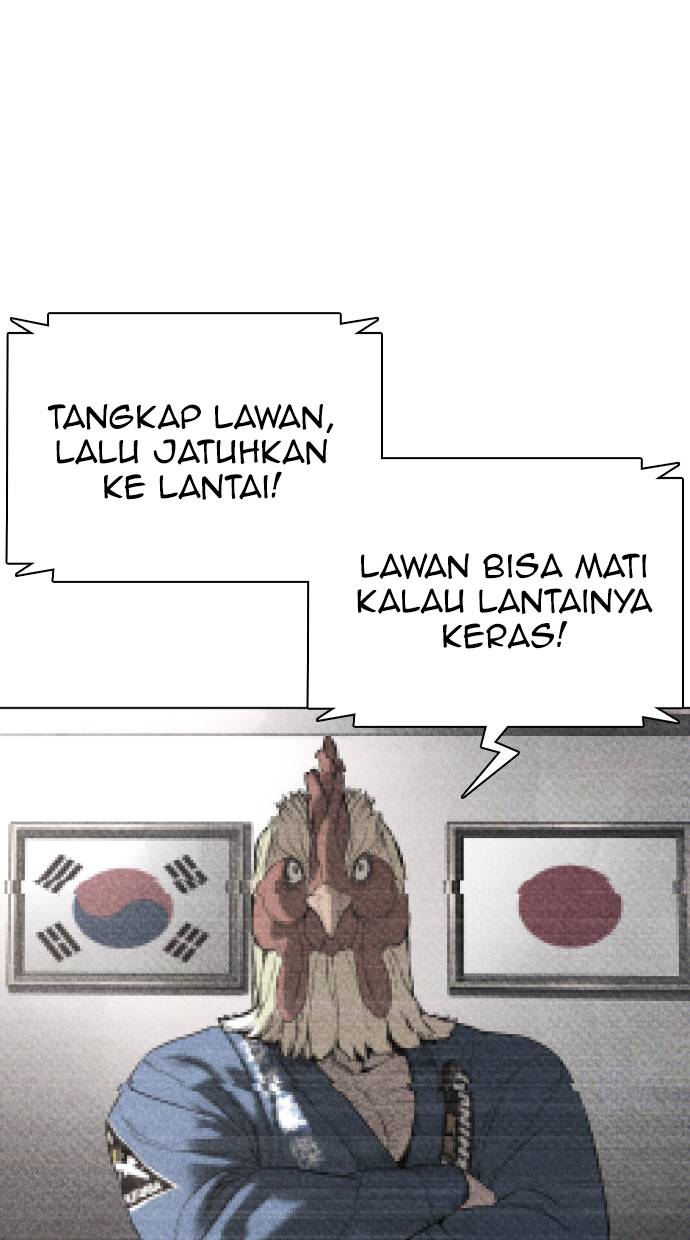 TANGKAP LAWAN,
LALU JATUHKAN
KE LANTAI!
LAWAN BISA MATI
KALAU LANTAINYA
KERAS!